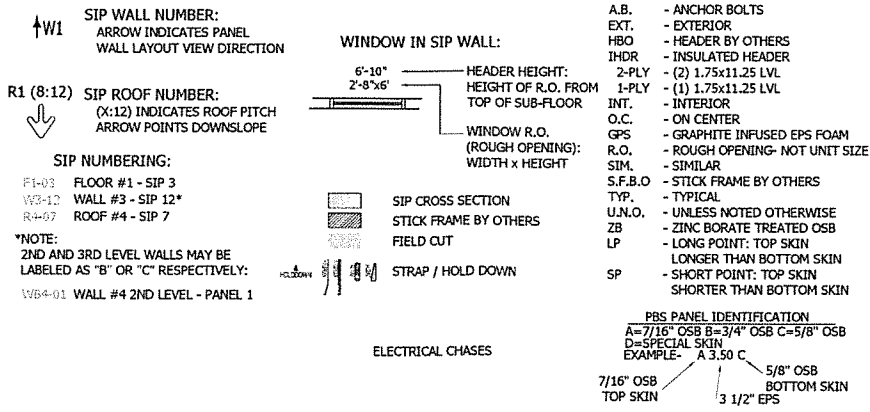 W1
SIP WALL NUMBER:
ARROW INDICATES PANEL
WALL LAYOUT VIEW DIRECTION
R1 (8:12)
SIP ROOF NUMBER:
(X:12) INDICATES ROOF PITCH
ARROW POINTS DOWNSLOPE
SIP NUMBERING:
F1-03 FLOOR #1 - SIP 3
W3-12 WALL #3 - SIP 12*
R4-07 ROOF #4 - SIP 7
*NOTE:
2ND AND 3RD LEVEL WALLS MAY BE
LABELED AS "B" OR "C" RESPECTIVELY:
WB4-01 WALL #4 2ND LEVEL - PANEL 1
WINDOW IN SIP WALL:
6'-10"
2'-8"x6'
HEADER HEIGHT:
HEIGHT OF R.O. FROM
TOP OF SUB-FLOOR
WINDOW R.O.
(ROUGH OPENING):
WIDTH x HEIGHT
SIP CROSS SECTION
STICK FRAME BY OTHERS
FIELD CUT
HOLDDOWN
STRAP / HOLD DOWN
ELECTRICAL CHASES
A.B. - ANCHOR BOLTS
EXT. - EXTERIOR
HBO - HEADER BY OTHERS
IHDR - INSULATED HEADER
2-PLY - (2) 1.75x11.25 LVL
1-PLY - (1) 1.75x11.25 LVL
INT. - INTERIOR
O.C. - ON CENTER
GPS - GRAPHITE INFUSED EPS FOAM
R.O. - ROUGH OPENING- NOT UNIT SIZE
SIM. - SIMILAR
S.F.B.O - STICK FRAME BY OTHERS
TYP. - TYPICAL
U.N.O. - UNLESS NOTED OTHERWISE
ZB - ZINC BORATE TREATED OSB
LP - LONG POINT: TOP SKIN
LONGER THAN BOTTOM SKIN
SP - SHORT POINT: TOP SKIN
SHORTER THAN BOTTOM SKIN
PBS PANEL IDENTIFICATION
A=7/16" OSB B=3/4" OSB C=5/8" OSB
D=SPECIAL SKIN
EXAMPLE- A 3.50 C
7/16" OSB
TOP SKIN
5/8" OSB
BOTTOM SKIN
3 1/2" EPS